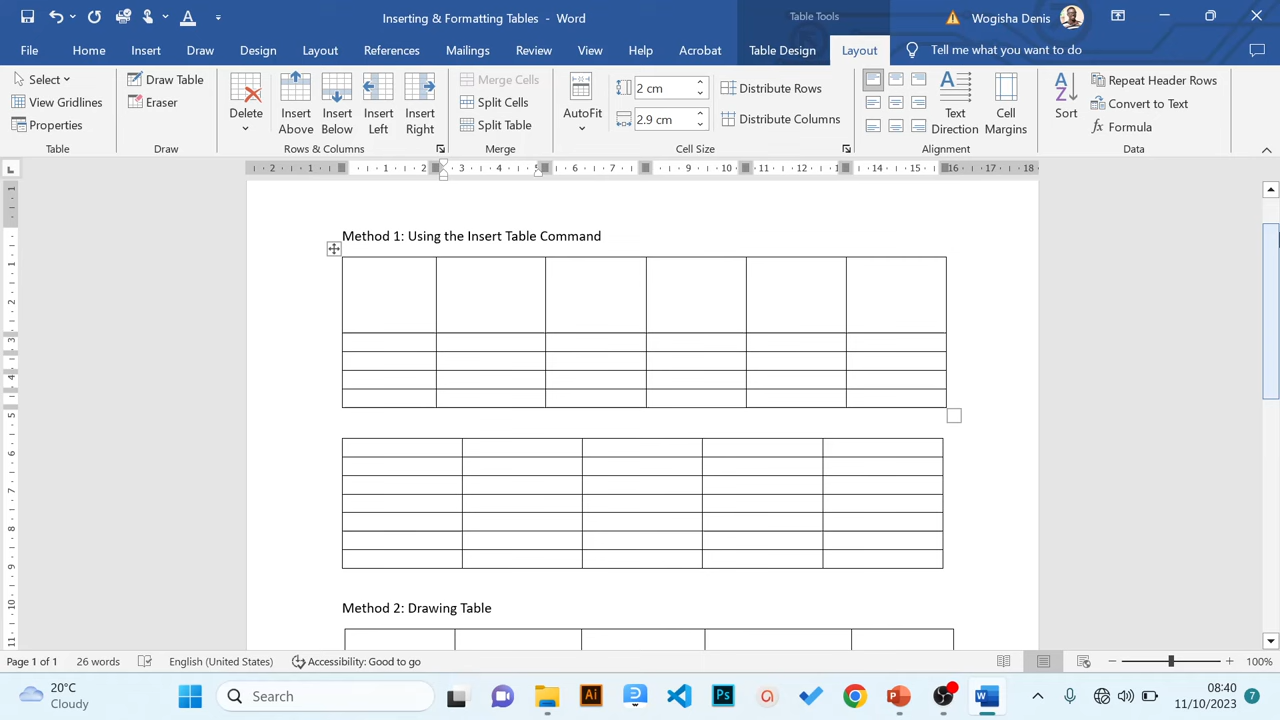 Inserting & Formatting Tables - Word
Table Tools
Wogisha Denis
File
Home
Insert
Draw
Design
Layout
References
Mailings
Review
View
Help
Acrobat
Table Design
Layout
Tell me what you want to do
Select
View Gridlines
Properties
Table
Draw Table
Eraser
Draw
Delete
Insert Above
Insert Below
Insert Left
Insert Right
Rows & Columns
Merge Cells
Split Cells
Split Table
Merge
AutoFit
2 cm
2.9 cm
Distribute Rows
Distribute Columns
Cell Size
Text Direction
Cell Margins
Alignment
Sort
Repeat Header Rows
Convert to Text
Formula
Data
Method 1: Using the Insert Table Command
Method 2: Drawing Table
Page 1 of 1
26 words
English (United States)
Accessibility: Good to go
100%
20°C
Cloudy
Search
08:40
11/10/2023
7